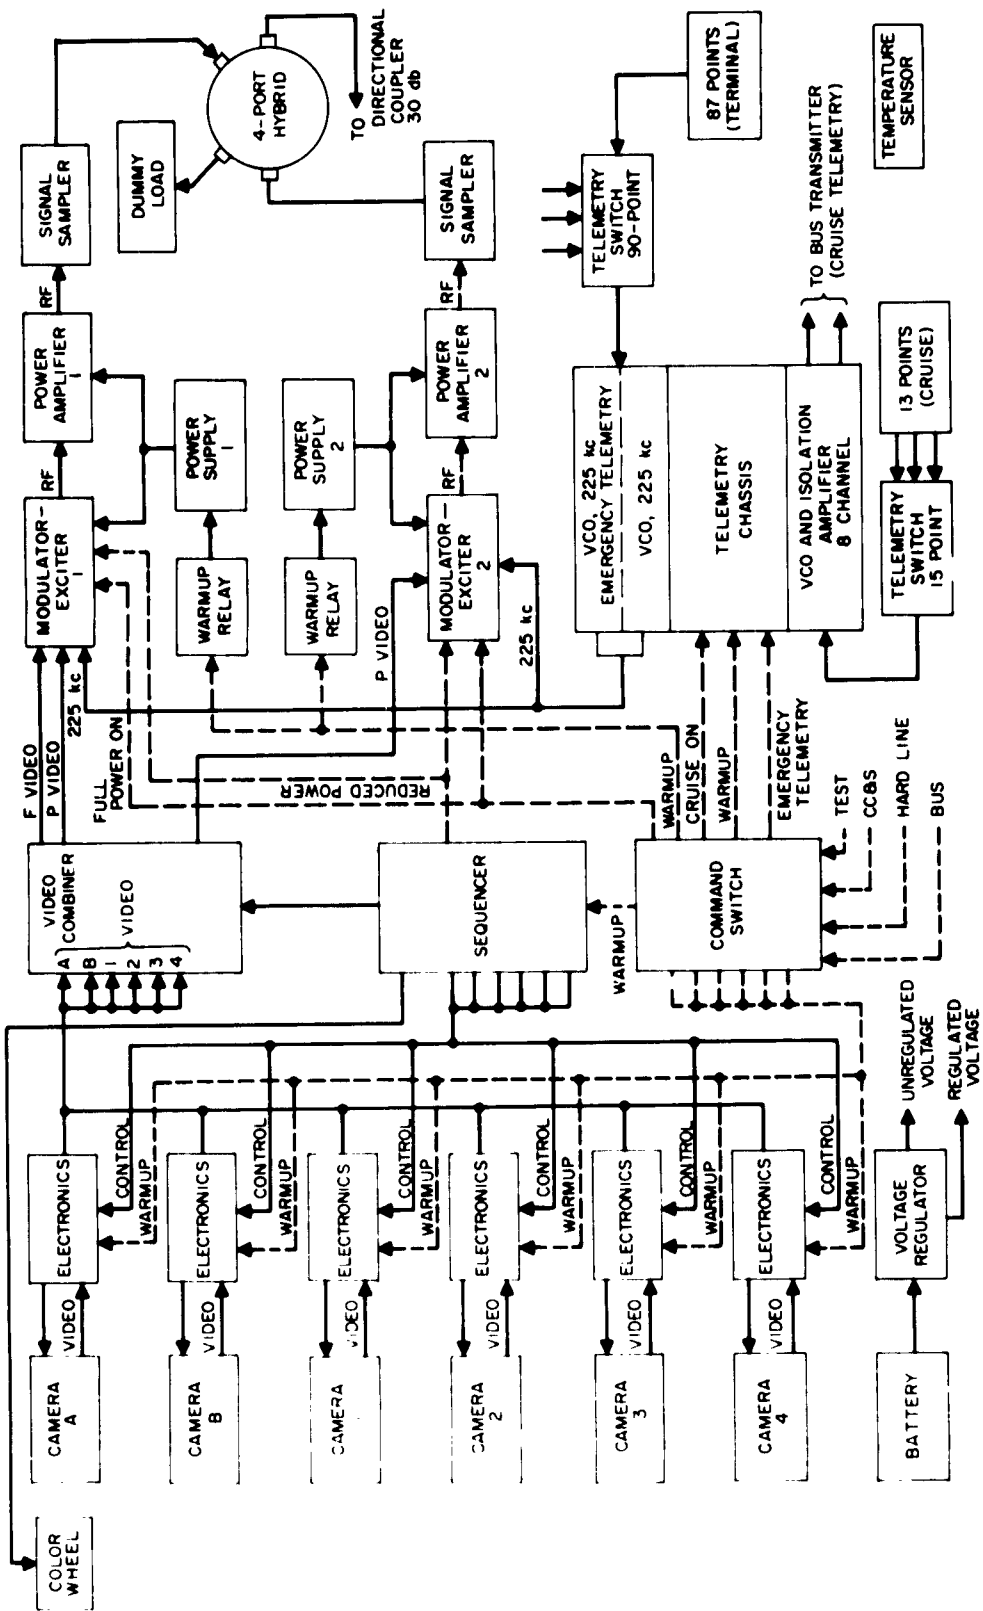 COLOR
WHEEL
CAMERA
A
VIDEO
ELECTRONICS
CONTROL
WARMUP
CAMERA
B
VIDEO
ELECTRONICS
CONTROL
WARMUP
CAMERA
VIDEO
ELECTRONICS
CONTROL
WARMUP
CAMERA
2
VIDEO
ELECTRONICS
CONTROL
WARMUP
CAMERA
3
VIDEO
ELECTRONICS
CONTROL
WARMUP
CAMERA
4
VIDEO
ELECTRONICS
CONTROL
WARMUP
BATTERY
VOLTAGE
REGULATOR
UNREGULATED
VOLTAGE
REGULATED
VOLTAGE
VIDEO
COMBINER
A
B
1
2
3
4
VIDEO
SEQUENCER
WARMUP
COMMAND
SWITCH
TEST
CC&S
HARD LINE
BUS
F VIDEO
P VIDEO
225 kc
FULL
POWER ON
REDUCED POWER
P VIDEO
225 kc
WARMUP
CRUISE ON
WARMUP
EMERGENCY
TELEMETRY
MODULATOR-
EXCITER
1
RF
POWER
AMPLIFIER
1
RF
SIGNAL
SAMPLER
WARMUP
RELAY
POWER
SUPPLY
1
DUMMY
LOAD
4-PORT
HYBRID
TO
DIRECTIONAL
COUPLER
30 db
WARMUP
RELAY
POWER
SUPPLY
2
MODULATOR-
EXCITER
2
RF
POWER
AMPLIFIER
2
RF
SIGNAL
SAMPLER
VCO, 225 kc
EMERGENCY TELEMETRY
VCO, 225 kc
TELEMETRY
CHASSIS
VCO AND ISOLATION
AMPLIFIER
8 CHANNEL
TELEMETRY
SWITCH
90-POINT
87 POINTS
(TERMINAL)
TO BUS TRANSMITTER
(CRUISE TELEMETRY)
TELEMETRY
SWITCH
15 POINT
13 POINTS
(CRUISE)
TEMPERATURE
SENSOR